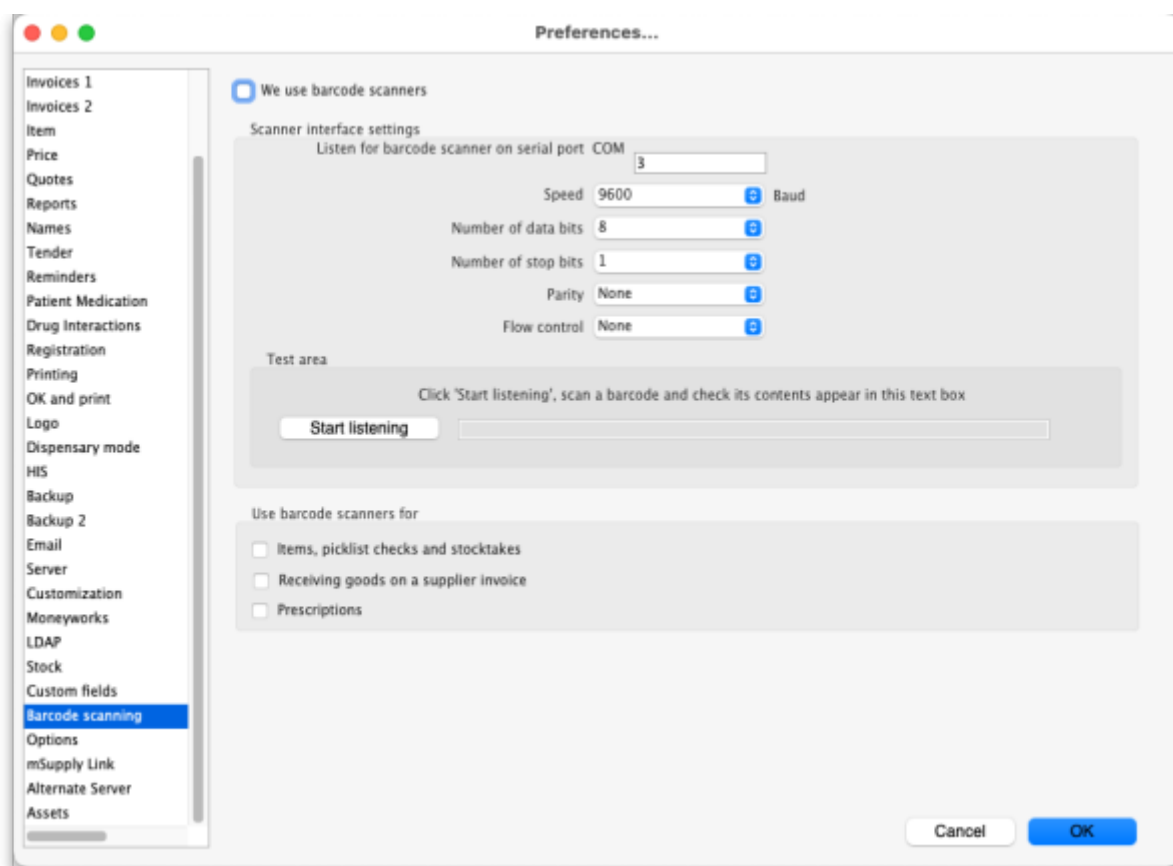 Preferences...
Invoices 1
Invoices 2
Item
Price
Quotes
Reports
Names
Tender
Reminders
Patient Medication
Drug Interactions
Registration
Printing
OK and print
Logo
Dispensary mode
HIS
Backup
Backup 2
Email
Server
Customization
Moneyworks
LDAP
Stock
Custom fields
Barcode scanning
Options
mSupply Link
Alternate Server
Assets
We use barcode scanners
Scanner interface settings
Listen for barcode scanner on serial port COM 3
Speed 9600 Baud
Number of data bits 8
Number of stop bits 1
Parity None
Flow control None
Test area
Click 'Start listening', scan a barcode and check its contents appear in this text box
Start listening
Use barcode scanners for
Items, picklist checks and stocktakes
Receiving goods on a supplier invoice
Prescriptions
Cancel OK